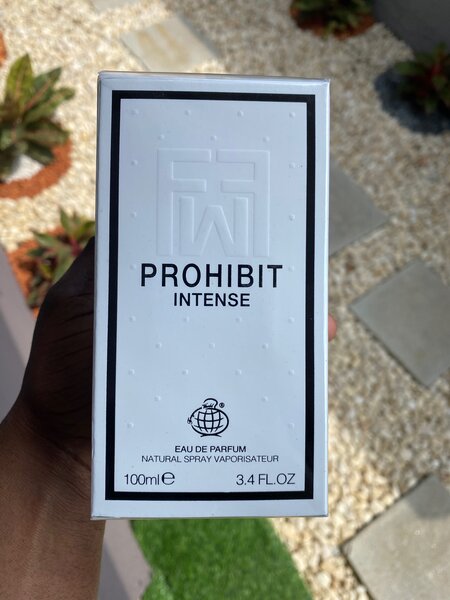 PROHIBIT
INTENSE
®
EAU DE PARFUM
NATURAL SPRAY VAPORISATEUR
100ml℮ 3.4 FL.OZ